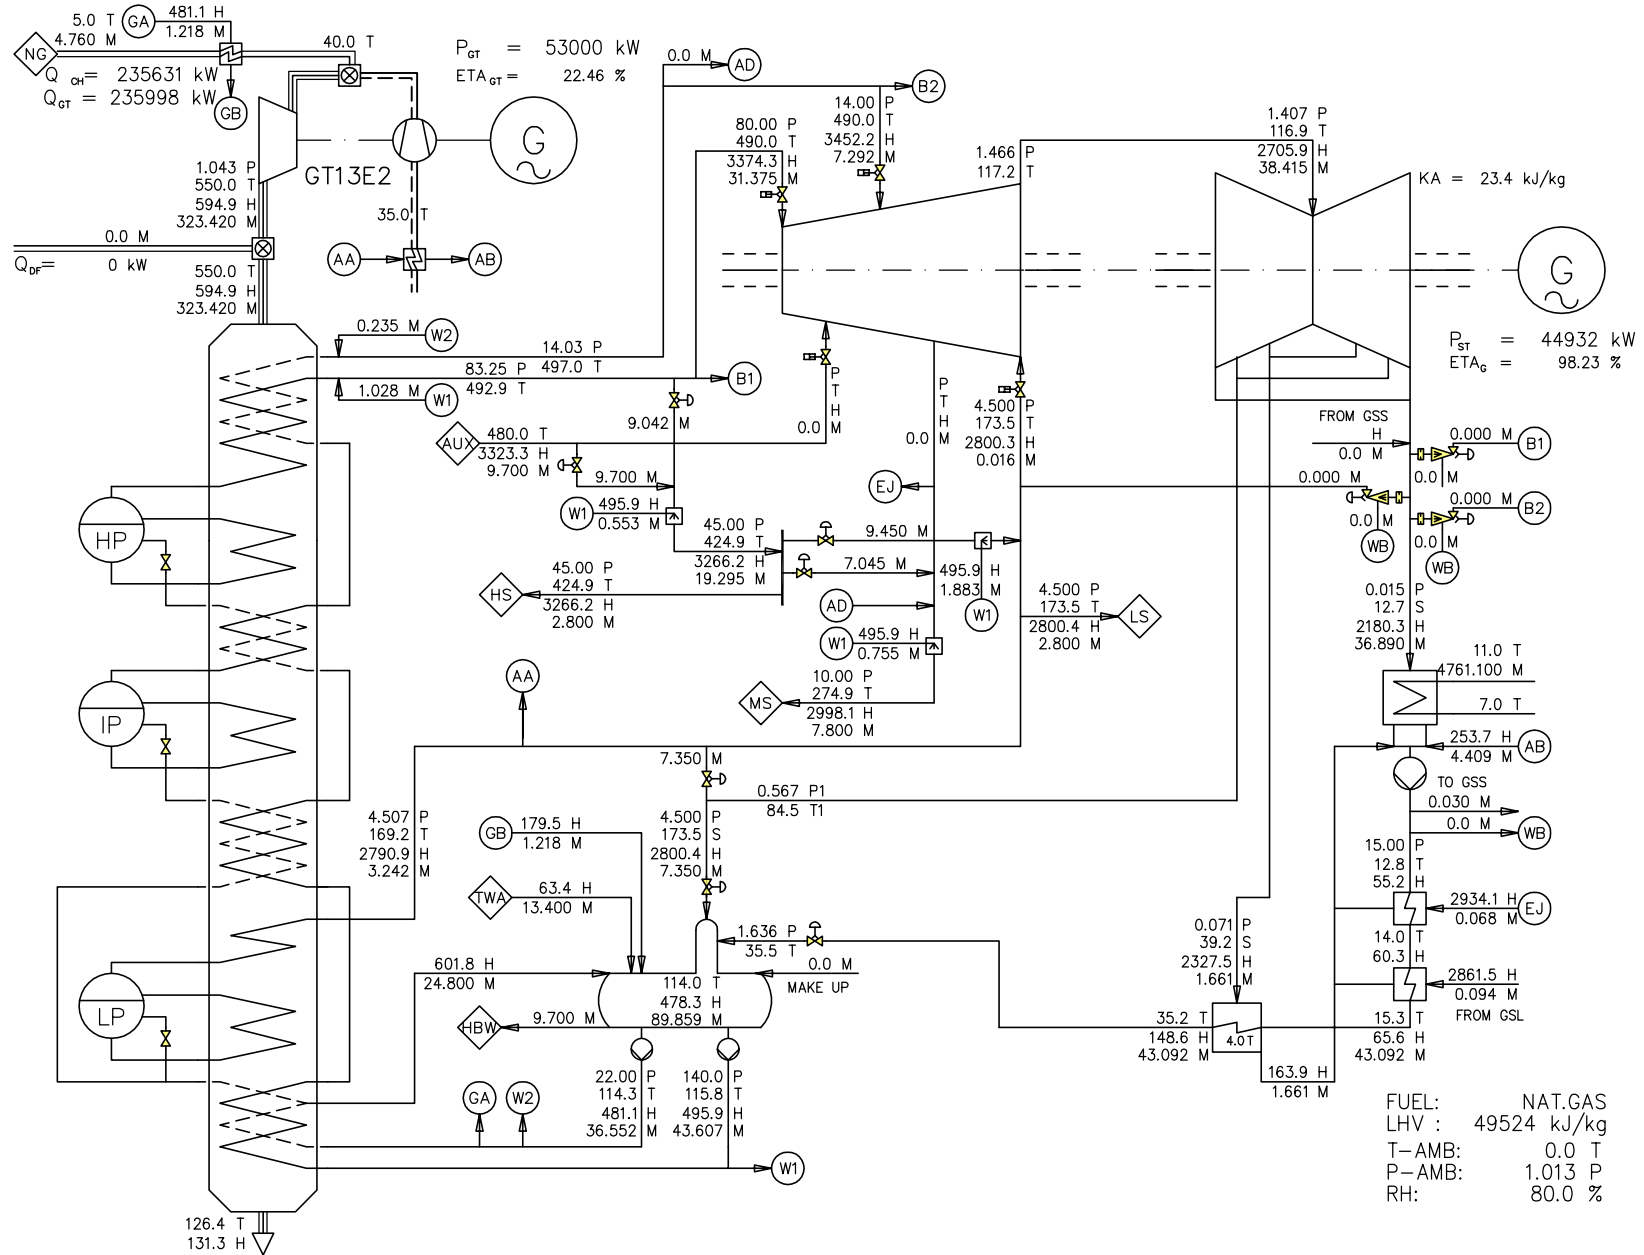 5.0 T
4.760 M
NG
GA
481.1 H
1.218 M
40.0 T
Q CH= 235631 kW
QGT = 235998 kW
GB
PGT = 53000 kW
ETAGT = 22.46 %
G
GT13E2
1.043 P
550.0 T
594.9 H
323.420 M
0.0 M
QDF= 0 kW
550.0 T
594.9 H
323.420 M
35.0 T
AA
AB
0.0 M
AD
B2
14.00 P
490.0 T
3452.2 H
7.292 M
80.00 P
490.0 T
3374.3 H
31.375 M
1.466 P
117.2 T
1.407 P
116.9 T
2705.9 H
38.415 M
KA = 23.4 kJ/kg
G
PST = 44932 kW
ETAG = 98.23 %
0.235 M
W2
14.03 P
497.0 T
83.25 P
492.9 T
B1
1.028 M
W1
9.042 M
AUX
480.0 T
3323.3 H
9.700 M
9.700 M
W1
495.9 H
0.553 M
P
T
H
M
0.0
P
T
H
M
0.0
4.500 P
173.5 T
2800.3 H
0.016 M
EJ
FROM GSS
H
0.0 M
0.000 M
B1
0.0 M
0.000 M
0.000 M
B2
0.0 M
WB
0.0 M
WB
HP
45.00 P
424.9 T
3266.2 H
19.295 M
9.450 M
7.045 M
495.9 H
1.883 M
W1
HS
45.00 P
424.9 T
3266.2 H
2.800 M
AD
W1
495.9 H
0.755 M
4.500 P
173.5 T
2800.4 H
2.800 M
LS
0.015 P
12.7 S
2180.3 H
36.890 M
11.0 T
4761.100 M
7.0 T
AA
MS
10.00 P
274.9 T
2998.1 H
7.800 M
IP
253.7 H
4.409 M
AB
TO GSS
0.030 M
0.0 M
WB
7.350 M
0.567 P1
84.5 T1
4.507 P
169.2 T
2790.9 H
3.242 M
GB
179.5 H
1.218 M
4.500 P
173.5 S
2800.4 H
7.350 M
15.00 P
12.8 T
55.2 H
TWA
63.4 H
13.400 M
2934.1 H
0.068 M
EJ
1.636 P
35.5 T
0.071 P
39.2 S
2327.5 H
1.661 M
14.0 T
60.3 H
601.8 H
24.800 M
0.0 M
MAKE UP
114.0 T
478.3 H
89.859 M
2861.5 H
0.094 M
FROM GSL
LP
HBW
9.700 M
35.2 T
148.6 H
43.092 M
4.0T
15.3 T
65.6 H
43.092 M
163.9 H
1.661 M
GA
W2
22.00 P
114.3 T
481.1 H
36.552 M
140.0 P
115.8 T
495.9 H
43.607 M
W1
126.4 T
131.3 H
FUEL: NAT.GAS
LHV : 49524 kJ/kg
T-AMB: 0.0 T
P-AMB: 1.013 P
RH: 80.0 %